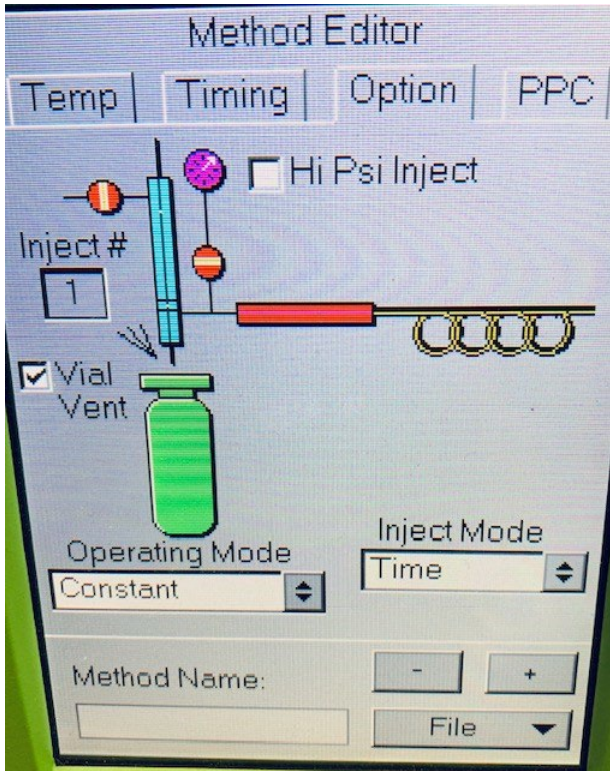 Method Editor
Temp Timing Option PPC
Hi Psi Inject
Inject #
1
Vial
Vent
Operating Mode
Constant
Inject Mode
Time
Method Name:
- +
File